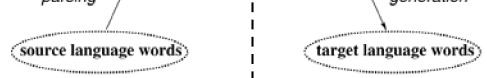 parsing
generation
source language words
target language words